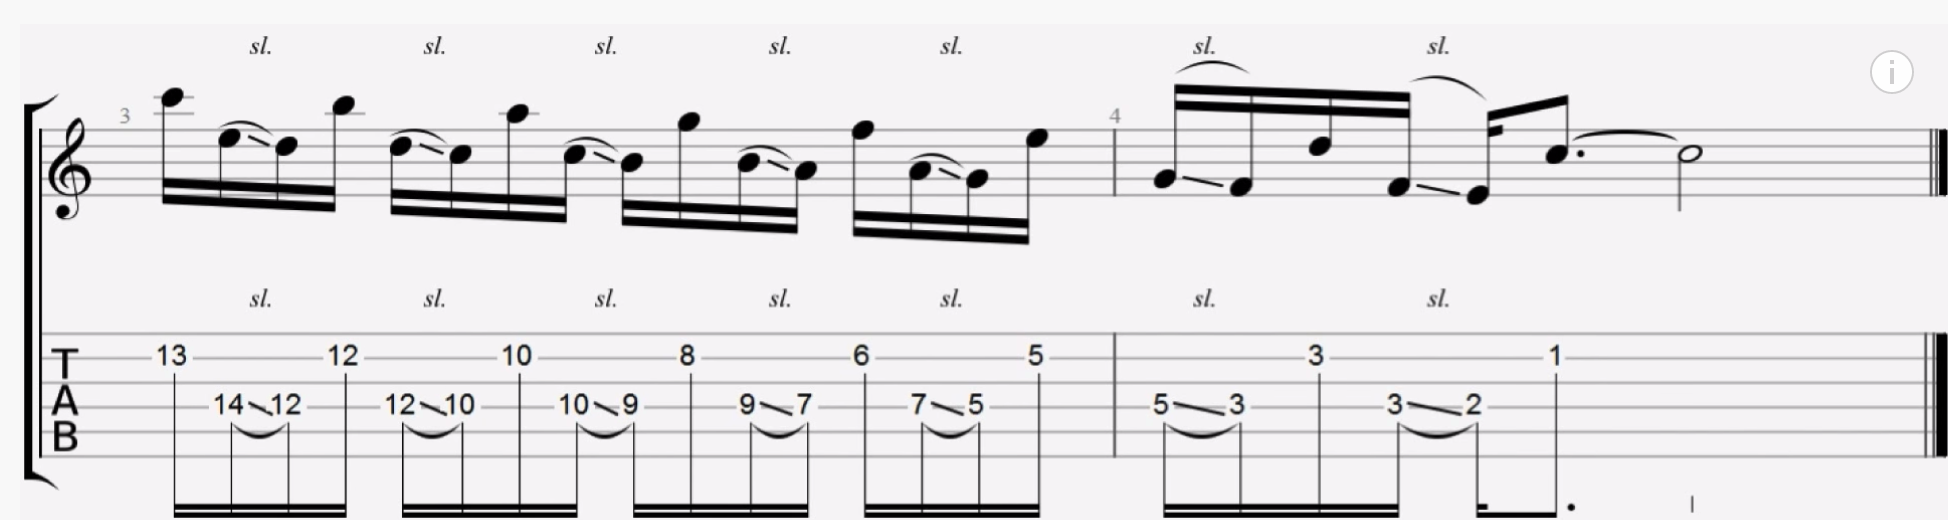 sl. sl. sl. sl. sl. sl. sl.
3 4
i
sl. sl. sl. sl. sl. sl. sl.
T 13 12 10 8 6 5 3 1
A 14 12 12 10 10 9 9 7 7 5 5 3 3 2
B